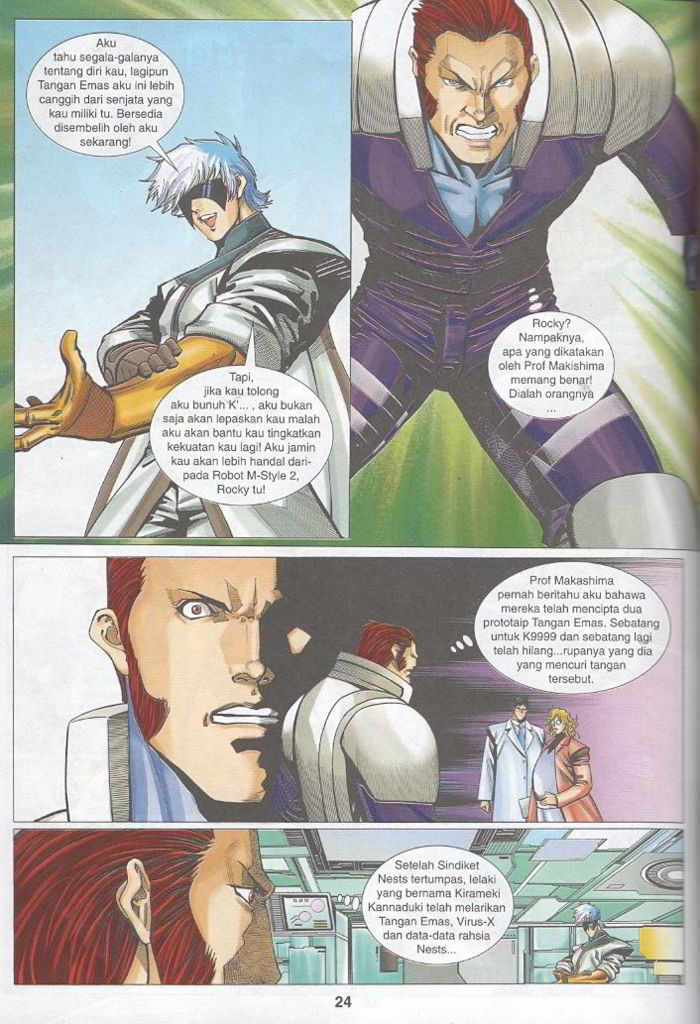 Aku
tahu segala-galanya
tentang diri kau, lagipun
Tangan Emas aku ini lebih
canggih dari senjata yang
kau miliki tu. Bersedia
disembelih oleh aku
sekarang!
Tapi,
jika kau tolong
aku bunuh K'... , aku bukan
saja akan lepaskan kau malah
aku akan bantu kau tingkatkan
kekuatan kau lagi! Aku jamin
kau akan lebih handal dari-
pada Robot M-Style 2,
Rocky tu!
Rocky?
Nampaknya,
apa yang dikatakan
oleh Prof Makishima
memang benar!
Dialah orangnya
...
Prof Makashima
pernah beritahu aku bahawa
mereka telah mencipta dua
prototaip Tangan Emas. Sebatang
untuk K9999 dan sebatang lagi
telah hilang...rupanya yang dia
yang mencuri tangan
tersebut.
Setelah Sindiket
Nests tertumpas, lelaki
yang bernama Kirameki
Kannaduki telah melarikan
Tangan Emas, Virus-X
dan data-data rahsia
Nests...
24